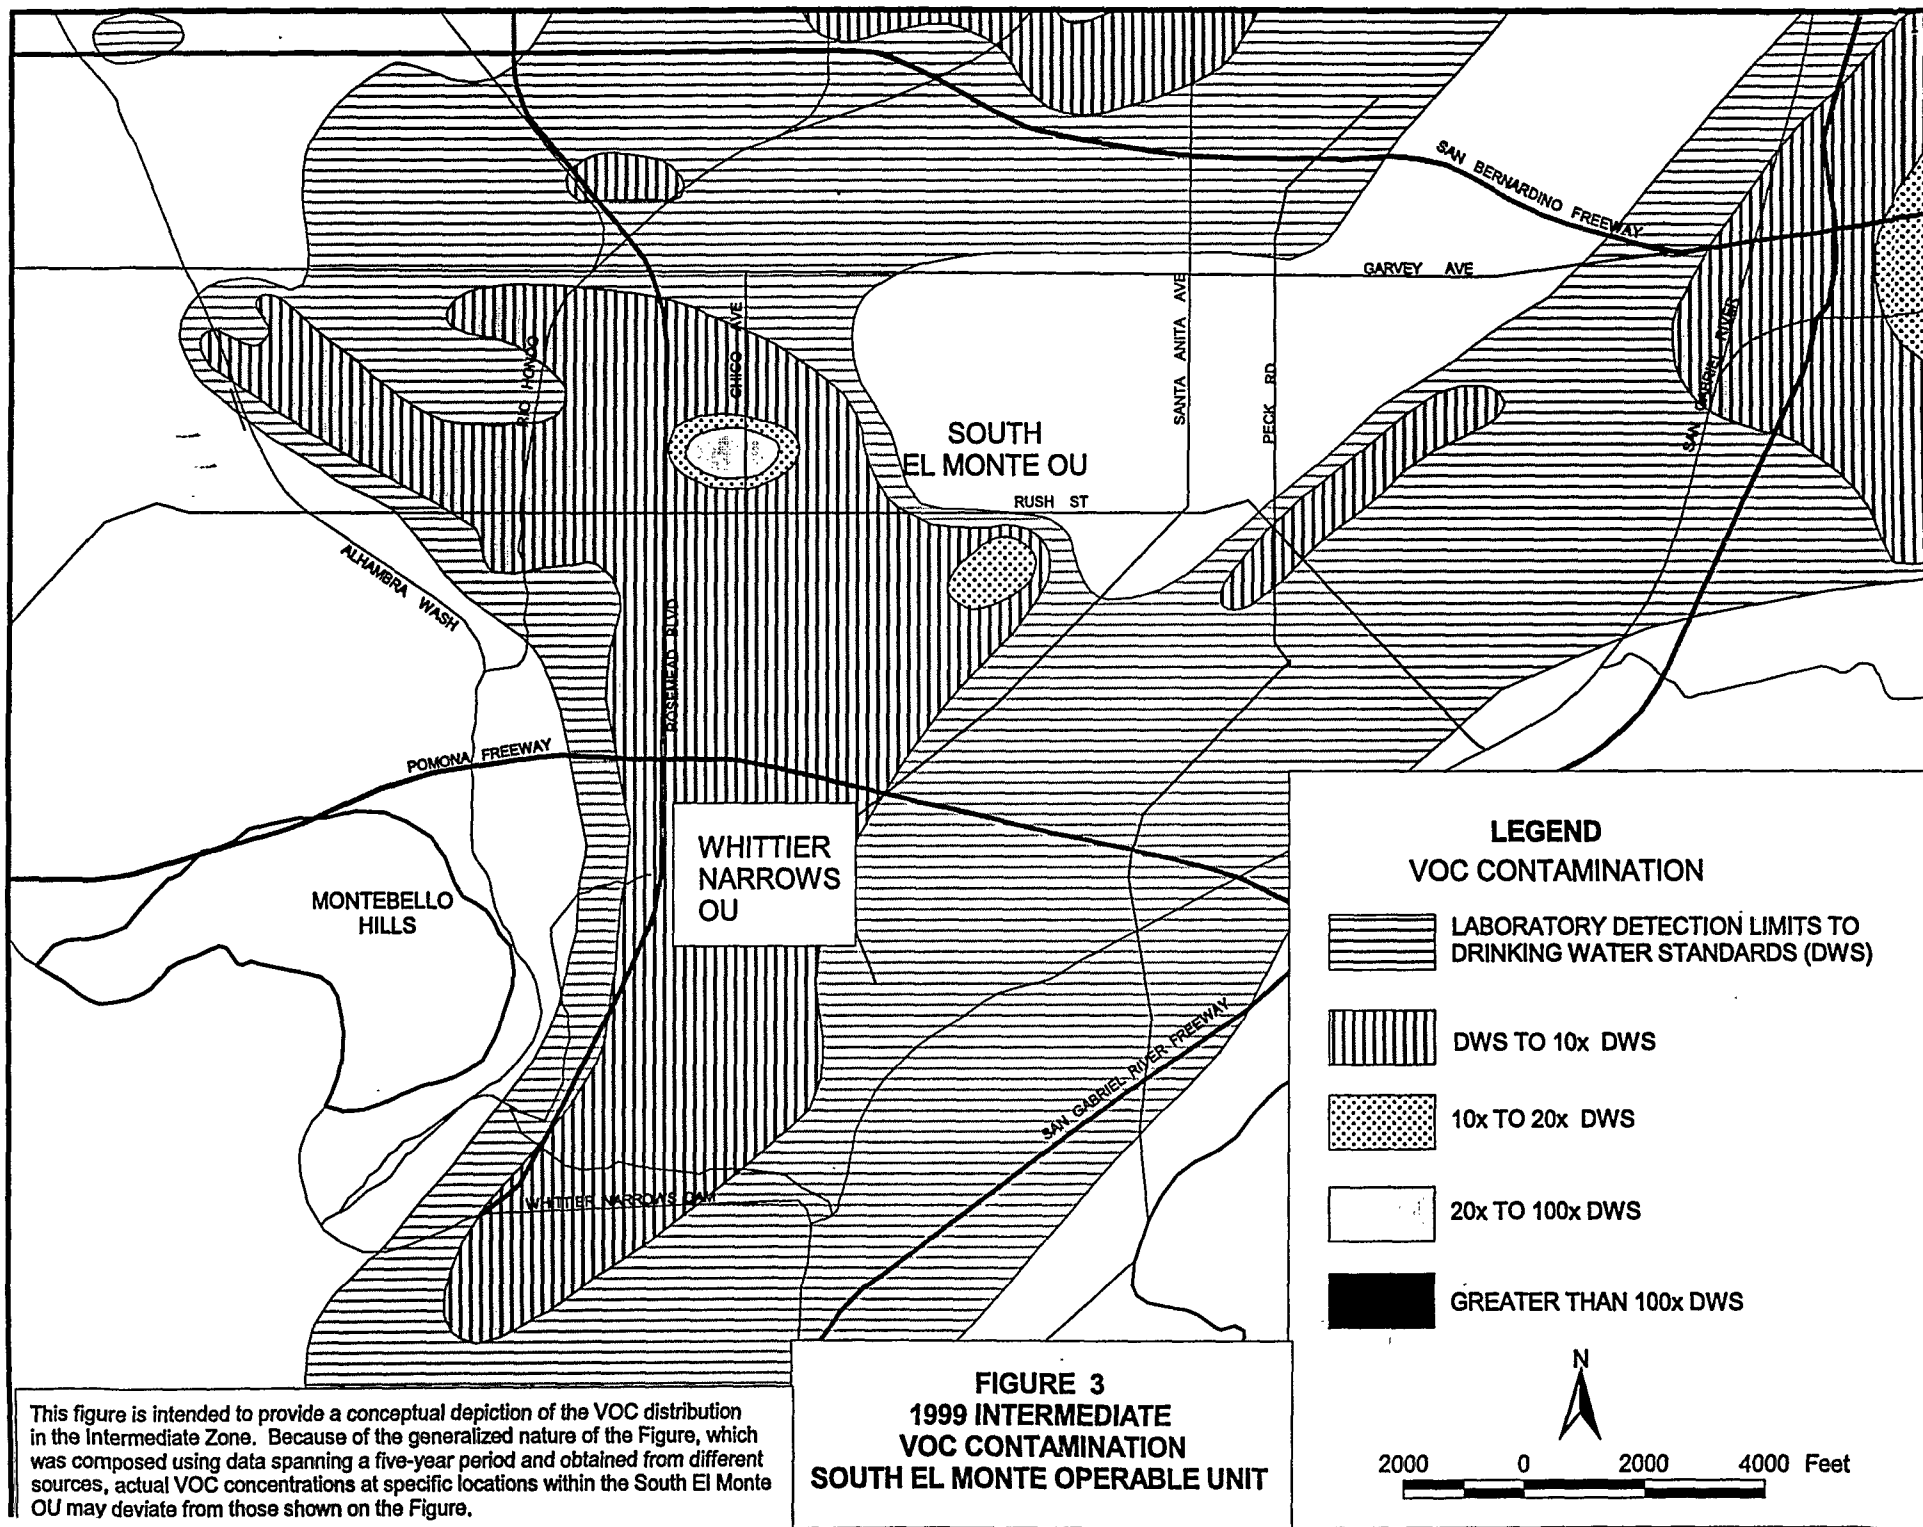 SAN BERNARDINO FREEWAY
GARVEY AVE
SAN GABRIEL RIVER
CHICO AVE
RIO HONDO
SANTA ANITA AVE
PECK RD
SOUTH
EL MONTE OU
RUSH ST
ALHAMBRA WASH
ROSEMEAD BLVD
POMONA FREEWAY
WHITTIER
NARROWS
OU
MONTEBELLO
HILLS
SAN GABRIEL RIVER FREEWAY
WHITTIER NARROWS DAM
LEGEND
VOC CONTAMINATION
LABORATORY DETECTION LIMITS TO
DRINKING WATER STANDARDS (DWS)
DWS TO 10x DWS
10x TO 20x DWS
20x TO 100x DWS
GREATER THAN 100x DWS
N
2000 0 2000 4000 Feet
FIGURE 3
1999 INTERMEDIATE
VOC CONTAMINATION
SOUTH EL MONTE OPERABLE UNIT
This figure is intended to provide a conceptual depiction of the VOC distribution
in the Intermediate Zone. Because of the generalized nature of the Figure, which
was composed using data spanning a five-year period and obtained from different
sources, actual VOC concentrations at specific locations within the South El Monte
OU may deviate from those shown on the Figure.